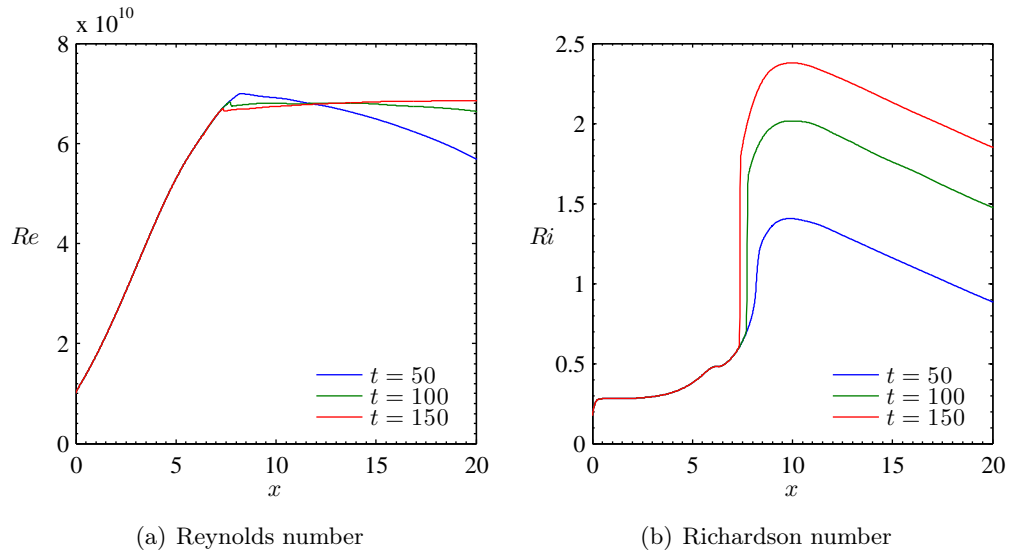 x 10^10
8
6
Re
4
2
0
0 5 10 15 20
x
t = 50
t = 100
t = 150
(a) Reynolds number
2.5
2
1.5
Ri
1
0.5
0
0 5 10 15 20
x
t = 50
t = 100
t = 150
(b) Richardson number